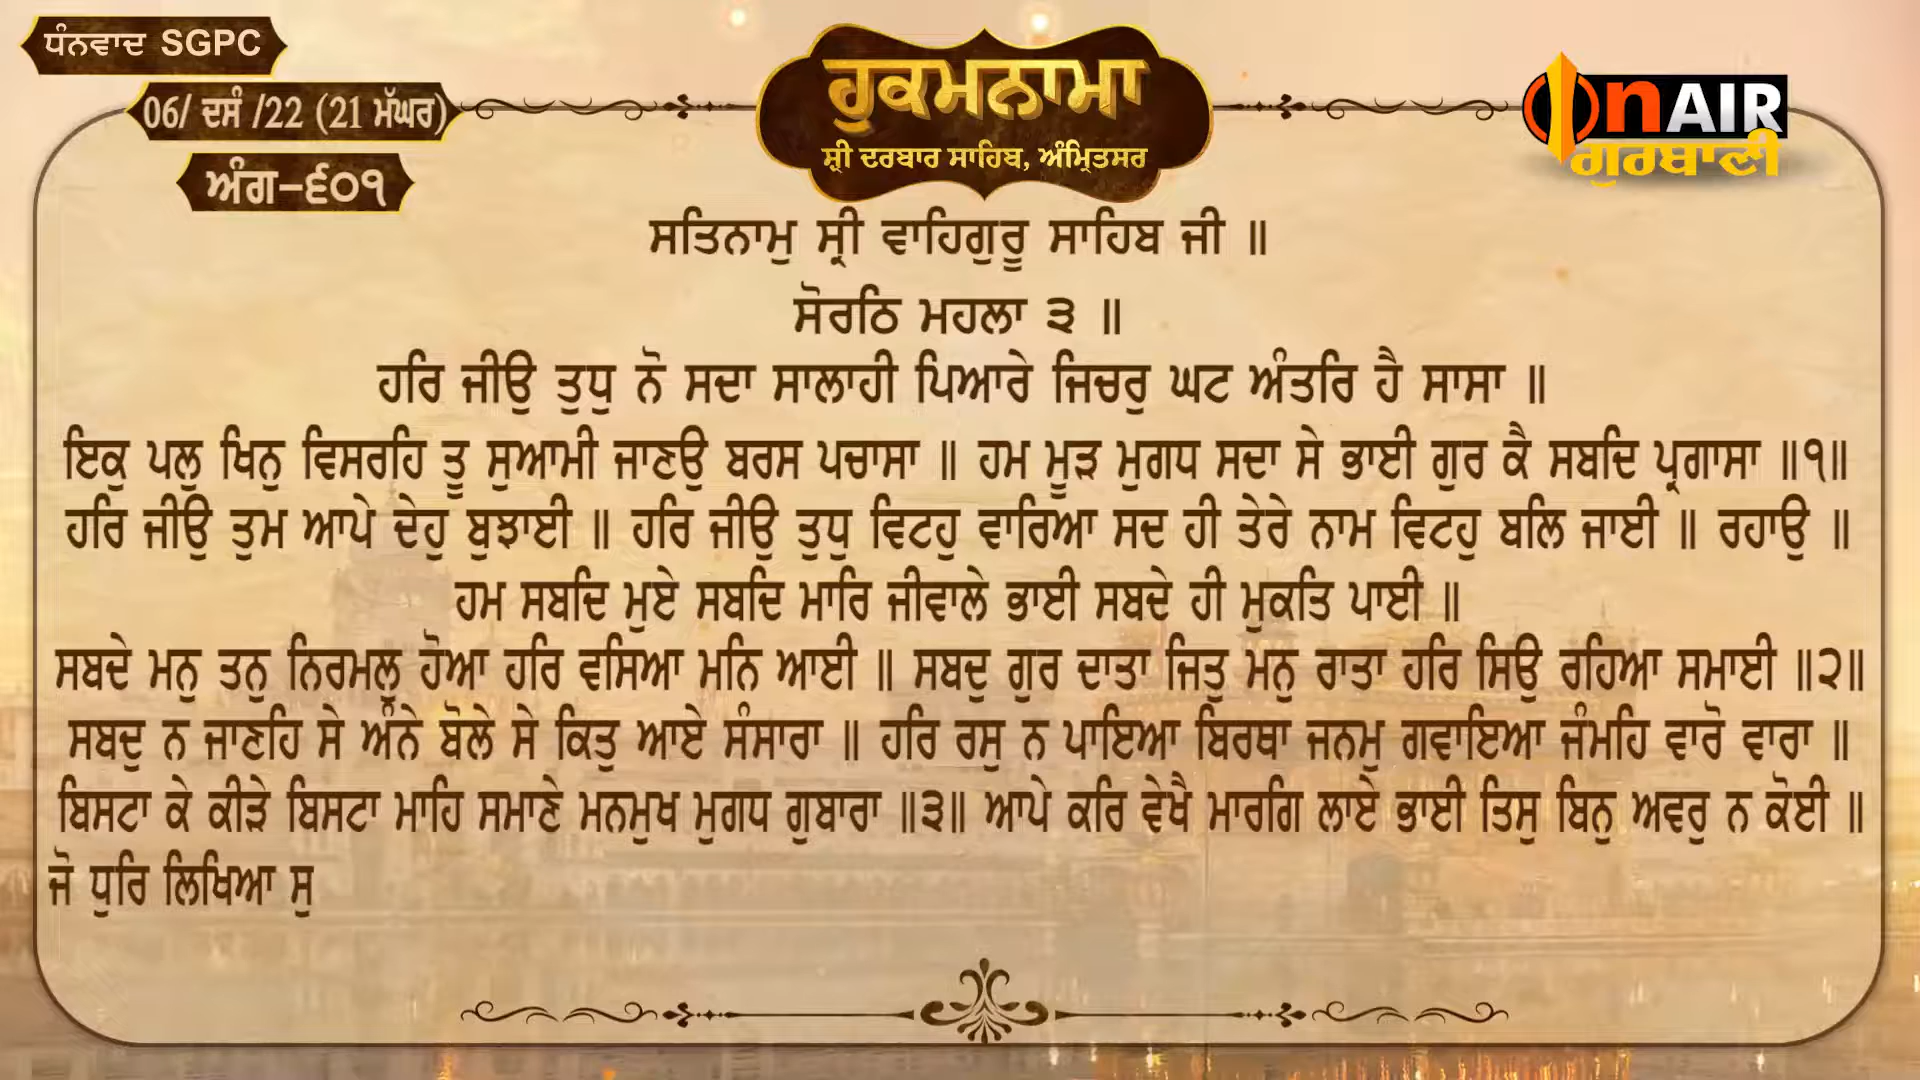 ਧੰਨਵਾਦ SGPC
06/ ਦਸੰ /22 (21 ਮੱਘਰ)
ਅੰਗ-੬੦੧
ਹੁਕਮਨਾਮਾ
ਸ਼੍ਰੀ ਦਰਬਾਰ ਸਾਹਿਬ, ਅੰਮ੍ਰਿਤਸਰ
On AIR
ਗੁਰਬਾਣੀ
ਸਤਿਨਾਮੁ ਸ੍ਰੀ ਵਾਹਿਗੁਰੂ ਸਾਹਿਬ ਜੀ ॥
ਸੋਰਠਿ ਮਹਲਾ ੩ ॥
ਹਰਿ ਜੀਉ ਤੁਧੁ ਨੋ ਸਦਾ ਸਾਲਾਹੀ ਪਿਆਰੇ ਜਿਚਰੁ ਘਟ ਅੰਤਰਿ ਹੈ ਸਾਸਾ ॥
ਇਕੁ ਪਲੁ ਖਿਨੁ ਵਿਸਰਹਿ ਤੂ ਸੁਆਮੀ ਜਾਣਉ ਬਰਸ ਪਚਾਸਾ ॥ ਹਮ ਮੂੜ ਮੁਗਧ ਸਦਾ ਸੇ ਭਾਈ ਗੁਰ ਕੈ ਸਬਦਿ ਪ੍ਰਗਾਸਾ ॥੧॥
ਹਰਿ ਜੀਉ ਤੁਮ ਆਪੇ ਦੇਹੁ ਬੁਝਾਈ ॥ ਹਰਿ ਜੀਉ ਤੁਧੁ ਵਿਟਹੁ ਵਾਰਿਆ ਸਦ ਹੀ ਤੇਰੇ ਨਾਮ ਵਿਟਹੁ ਬਲਿ ਜਾਈ ॥ ਰਹਾਉ ॥
ਹਮ ਸਬਦਿ ਮੁਏ ਸਬਦਿ ਮਾਰਿ ਜੀਵਾਲੇ ਭਾਈ ਸਬਦੇ ਹੀ ਮੁਕਤਿ ਪਾਈ ॥
ਸਬਦੇ ਮਨੁ ਤਨੁ ਨਿਰਮਲੁ ਹੋਆ ਹਰਿ ਵਸਿਆ ਮਨਿ ਆਈ ॥ ਸਬਦੁ ਗੁਰ ਦਾਤਾ ਜਿਤੁ ਮਨੁ ਰਾਤਾ ਹਰਿ ਸਿਉ ਰਹਿਆ ਸਮਾਈ ॥੨॥
ਸਬਦੁ ਨ ਜਾਣਹਿ ਸੇ ਅੰਨੇ ਬੋਲੇ ਸੇ ਕਿਤੁ ਆਏ ਸੰਸਾਰਾ ॥ ਹਰਿ ਰਸੁ ਨ ਪਾਇਆ ਬਿਰਥਾ ਜਨਮੁ ਗਵਾਇਆ ਜੰਮਹਿ ਵਾਰੋ ਵਾਰਾ ॥
ਬਿਸਟਾ ਕੇ ਕੀੜੇ ਬਿਸਟਾ ਮਾਹਿ ਸਮਾਣੇ ਮਨਮੁਖ ਮੁਗਧ ਗੁਬਾਰਾ ॥੩॥ ਆਪੇ ਕਰਿ ਵੇਖੈ ਮਾਰਗਿ ਲਾਏ ਭਾਈ ਤਿਸੁ ਬਿਨੁ ਅਵਰੁ ਨ ਕੋਈ ॥
ਜੋ ਧੁਰਿ ਲਿਖਿਆ ਸੁ